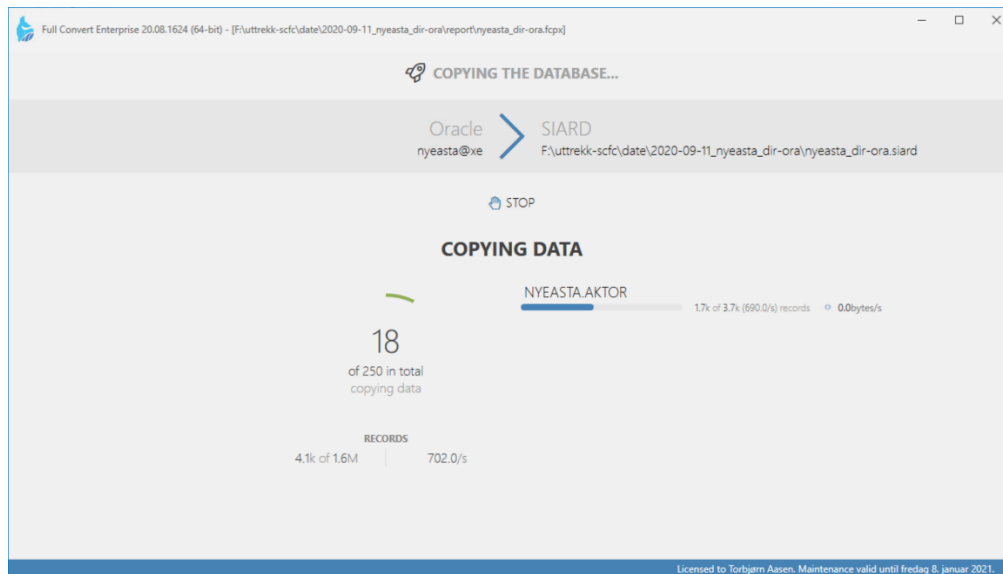 Full Convert Enterprise 20.08.1624 (64-bit) - [F:\uttrekk-scfc\date\2020-09-11_nyeasta_dir-ora\report\nyeasta_dir-ora.fcpx]
COPYING THE DATABASE...
Oracle
nyeasta@xe
SIARD
F:\uttrekk-scfc\date\2020-09-11_nyeasta_dir-ora\nyeasta_dir-ora.siard
STOP
COPYING DATA
NYEASTA.AKTOR
1.7k of 3.7k (690.0/s) records 0.0bytes/s
18
of 250 in total
copying data
RECORDS
4.1k of 1.6M 702.0/s
Licensed to Torbjørn Aasen. Maintenance valid until fredag 8. januar 2021.